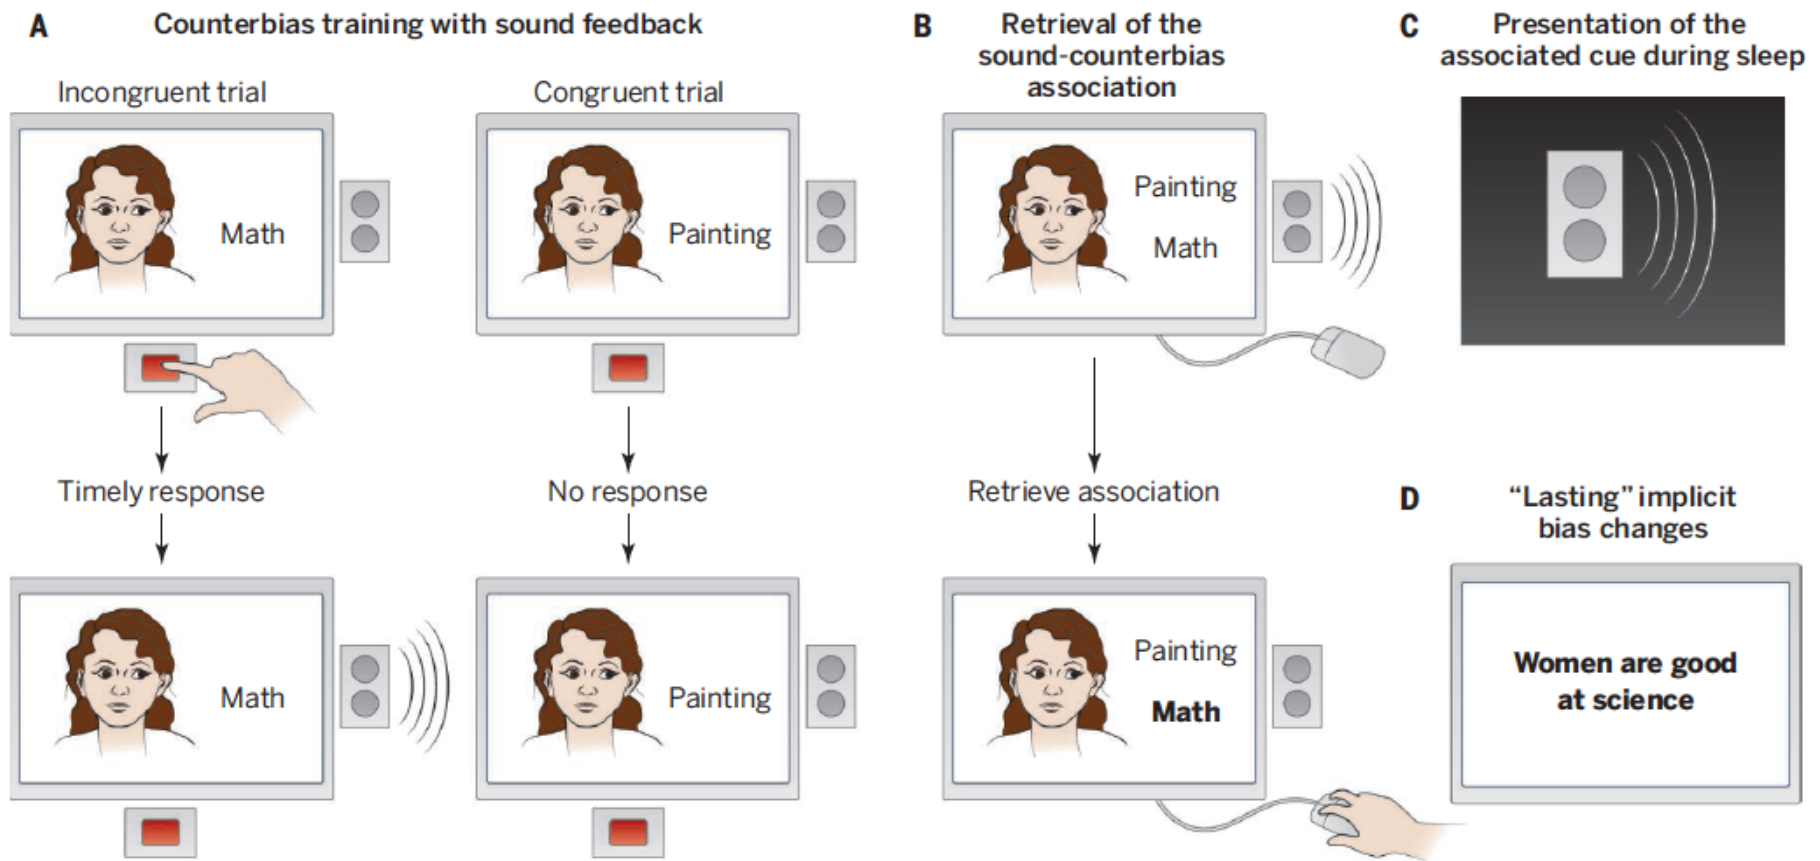 A
Counterbias training with sound feedback
Incongruent trial
Math
Timely response
Math
Congruent trial
Painting
No response
Painting
B
Retrieval of the
sound-counterbias
association
Painting
Math
Retrieve association
Painting
Math
C
Presentation of the
associated cue during sleep
D
“Lasting” implicit
bias changes
Women are good
at science